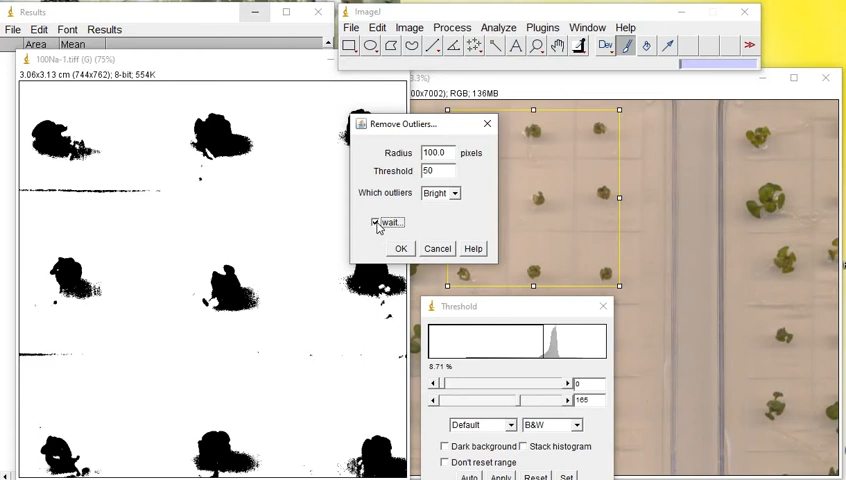 Results
File Edit Font Results
Area Mean
100Na-1.tiff (G) (75%)
3.06x3.13 cm (744x762); 8-bit; 554K
ImageJ
File Edit Image Process Analyze Plugins Window Help
Dev
.3%)
00x7002); RGB; 136MB
Remove Outliers...
Radius 100.0 pixels
Threshold 50
Which outliers Bright
wait...
OK Cancel Help
Threshold
8.71 %
0
165
Default B&W
Dark background Stack histogram
Don't reset range
Auto Apply Reset Set